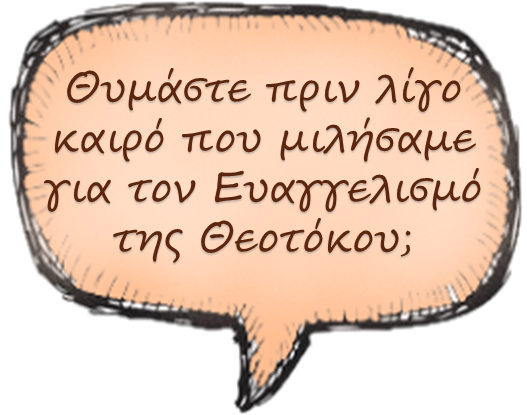 Θυμάστε πριν λίγο
καιρό που μιλήσαμε
για τον Ευαγγελισμό
της Θεοτόκου;